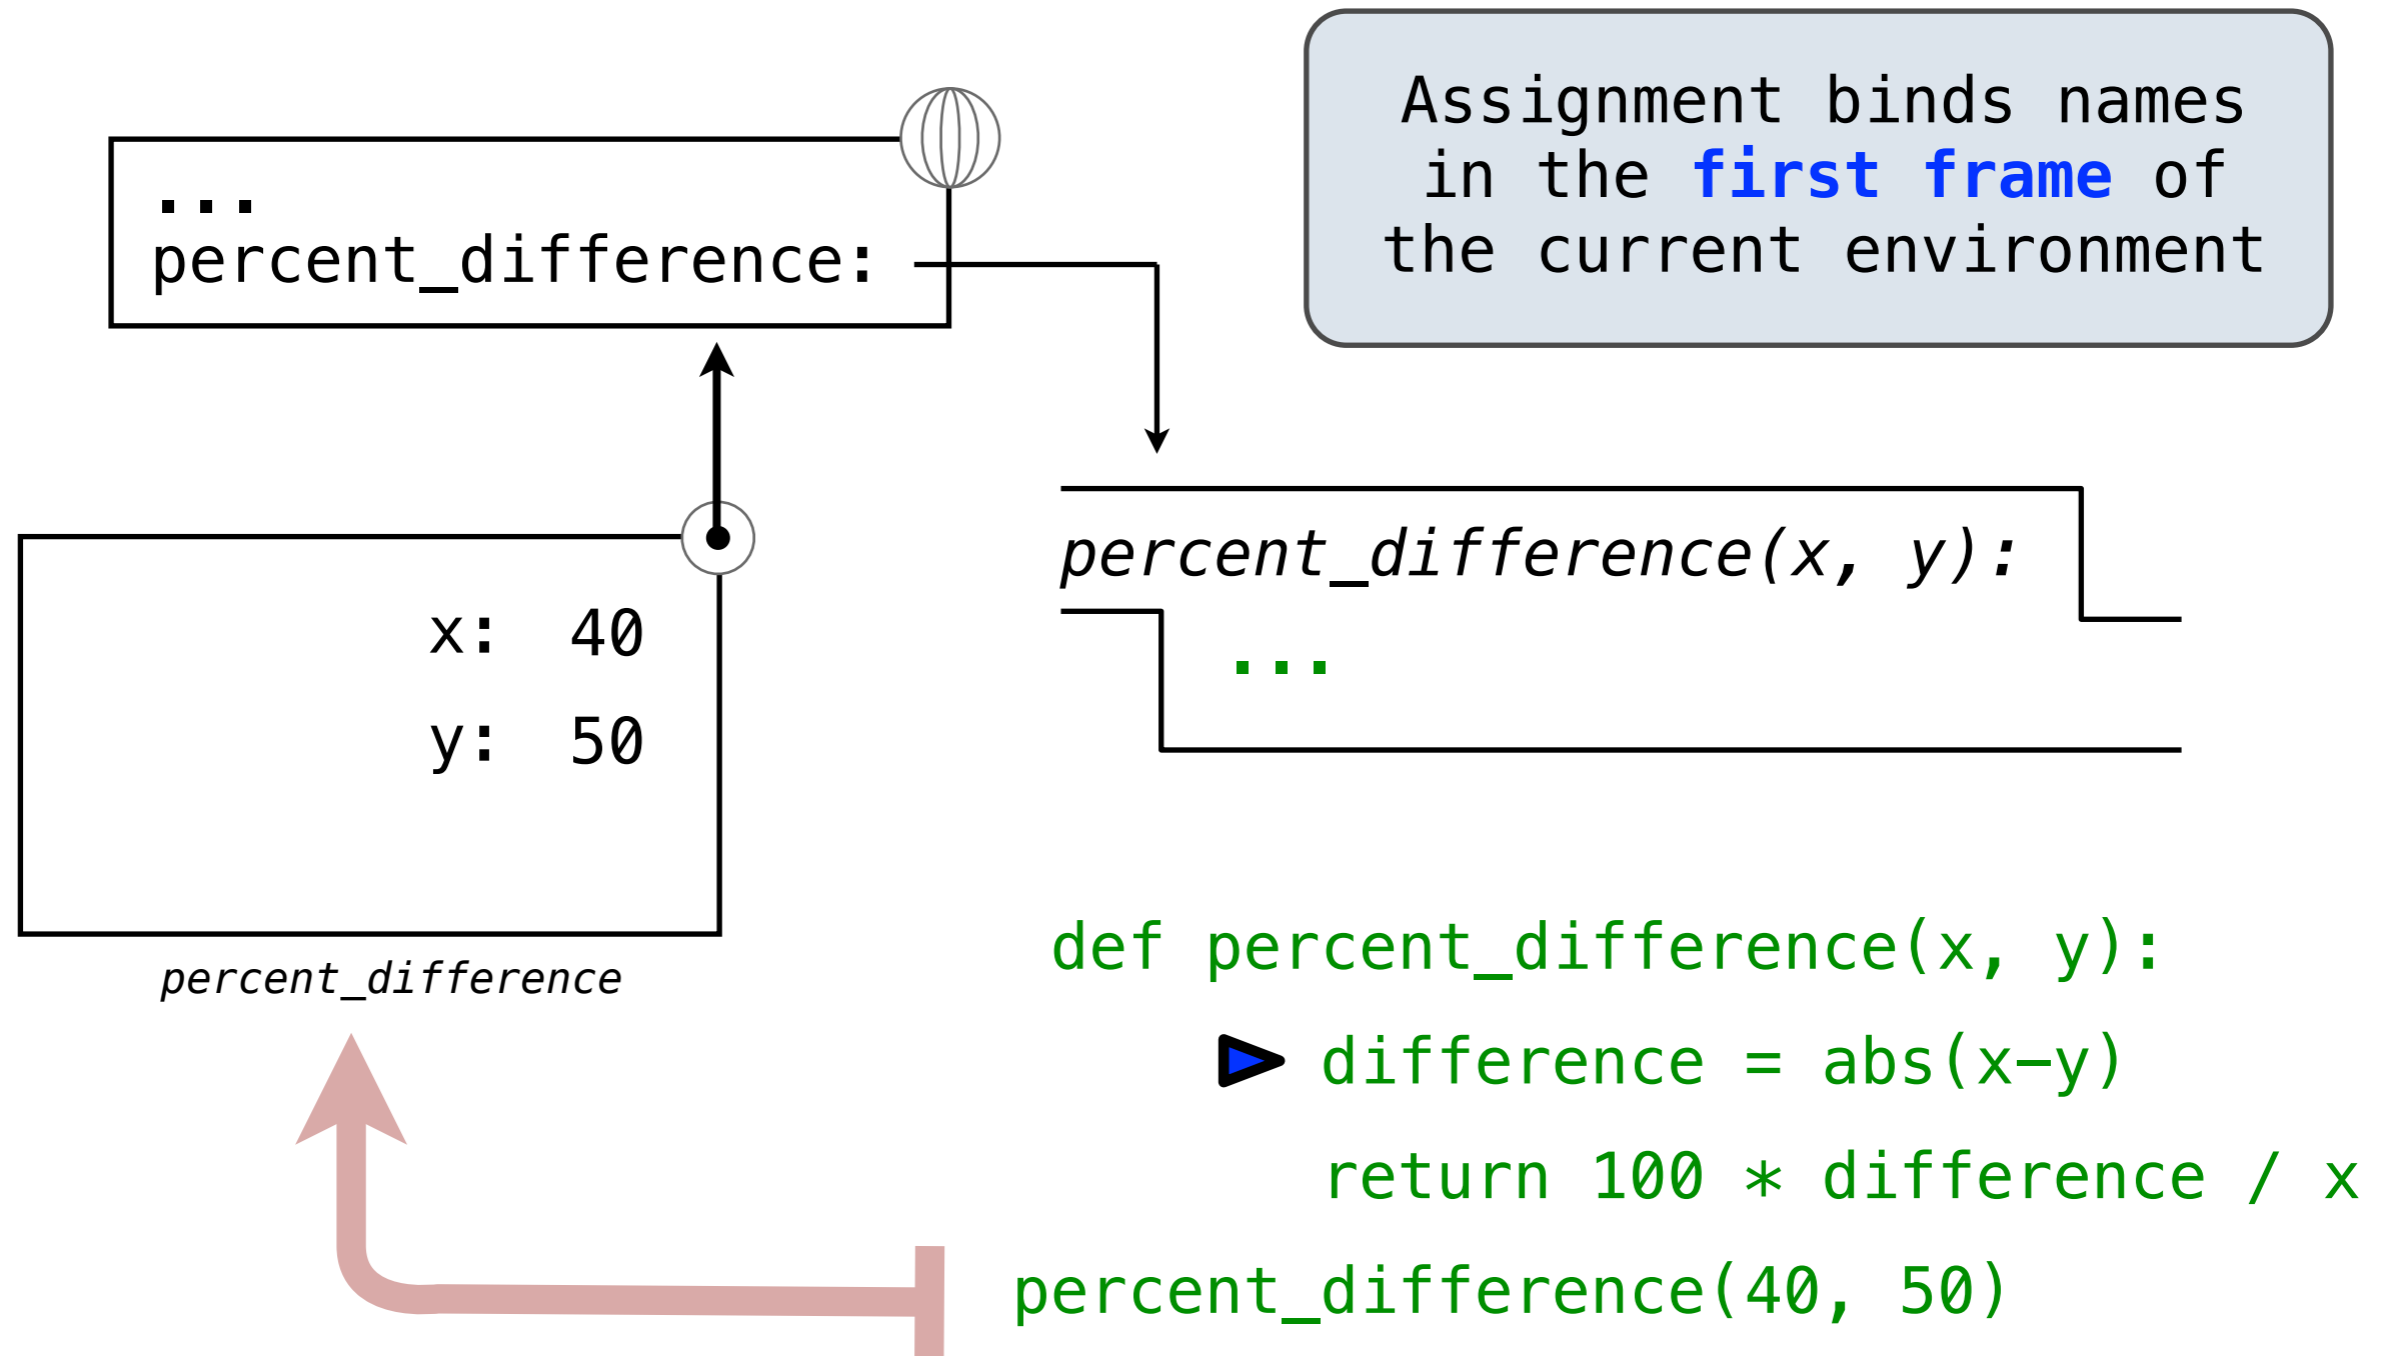 Assignment binds names
in the first frame of
the current environment
...
percent_difference:
percent_difference(x, y):
...
x: 40
y: 50
percent_difference
def percent_difference(x, y):
difference = abs(x-y)
return 100 * difference / x
percent_difference(40, 50)